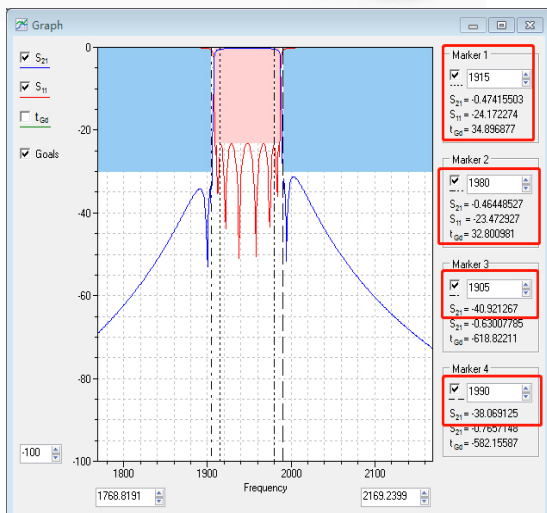 Graph
S21
S11
tGd
Goals
0
-20
-40
-60
-80
-100
-100
1800
1900
2000
2100
Frequency
1768.8191
2169.2399
Marker 1
1915
S21 = -0.47415503
S11 = -24.172274
tGd = 34.896877
Marker 2
1980
S21 = -0.46448527
S11 = -23.472927
tGd = 32.800981
Marker 3
1905
S21 = -40.921267
S21 = -0.63007785
tGd = -618.82211
Marker 4
1990
S21 = -38.069125
S21 = -0.7657148
tGd = -582.15587